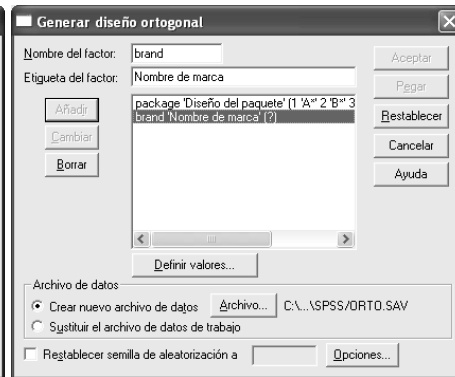 Generar diseño ortogonal
Nombre del factor: brand
Etiqueta del factor: Nombre de marca
Añadir
Cambiar
Borrar
package 'Diseño del paquete' (1 'A*' 2 'B*' 3
brand 'Nombre de marca' (?)
Aceptar
Pegar
Restablecer
Cancelar
Ayuda
Definir valores...
Archivo de datos
Crear nuevo archivo de datos Archivo... C:\...\SPSS/ORTO.SAV
Sustituir el archivo de datos de trabajo
Restablecer semilla de aleatorización a Opciones...